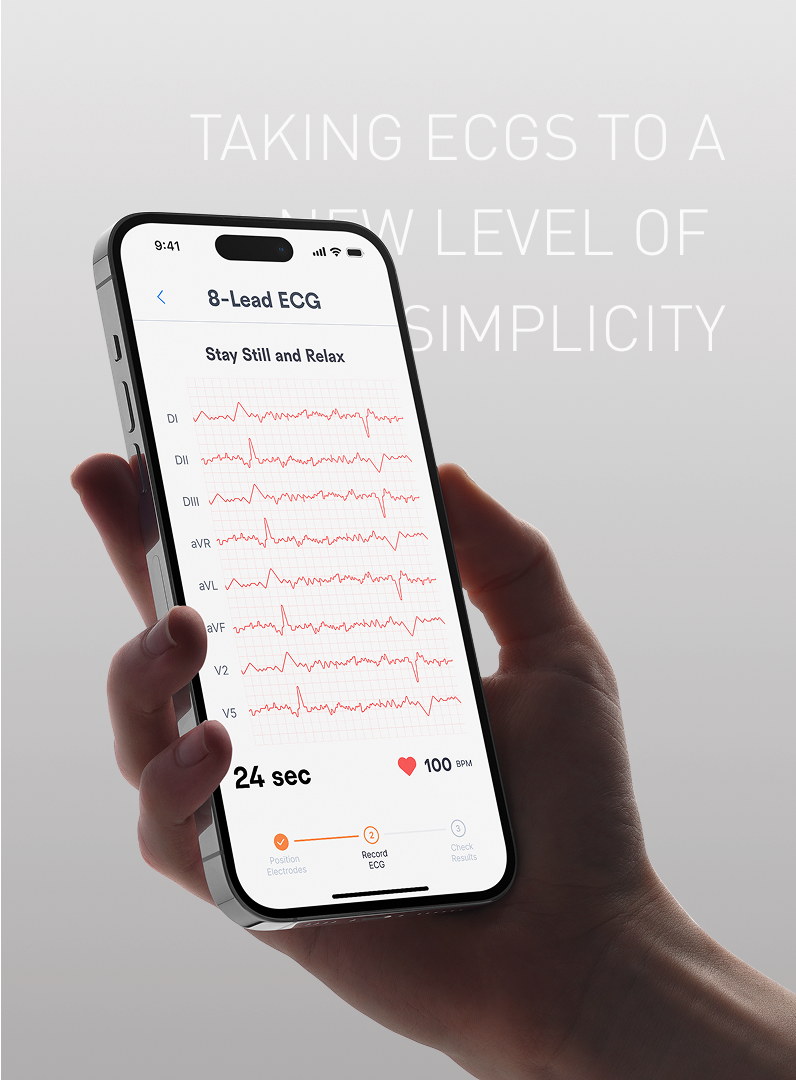 TAKING ECGS TO A
NEW LEVEL OF
SIMPLICITY
9:41
8-Lead ECG
Stay Still and Relax
DI
DII
DIII
aVR
aVL
aVF
V2
V5
24 sec
100 BPM
2
3
Position
Electrodes
Record
ECG
Check
Results